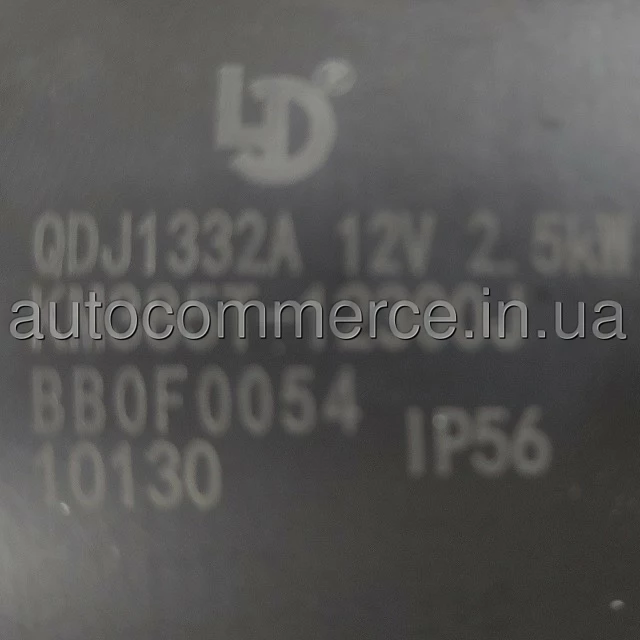 LD
QDJ1332A 12V 2.5kW
autocommerce.in.ua
BB0F0054
IP56
10130